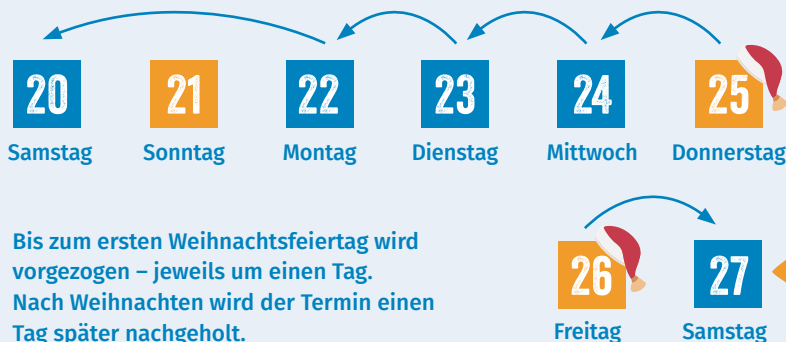 20 21 22 23 24 25
Samstag Sonntag Montag Dienstag Mittwoch Donnerstag
Bis zum ersten Weihnachtsfeiertag wird
vorgezogen – jeweils um einen Tag.
Nach Weihnachten wird der Termin einen
Tag später nachgeholt.
26 27
Freitag Samstag